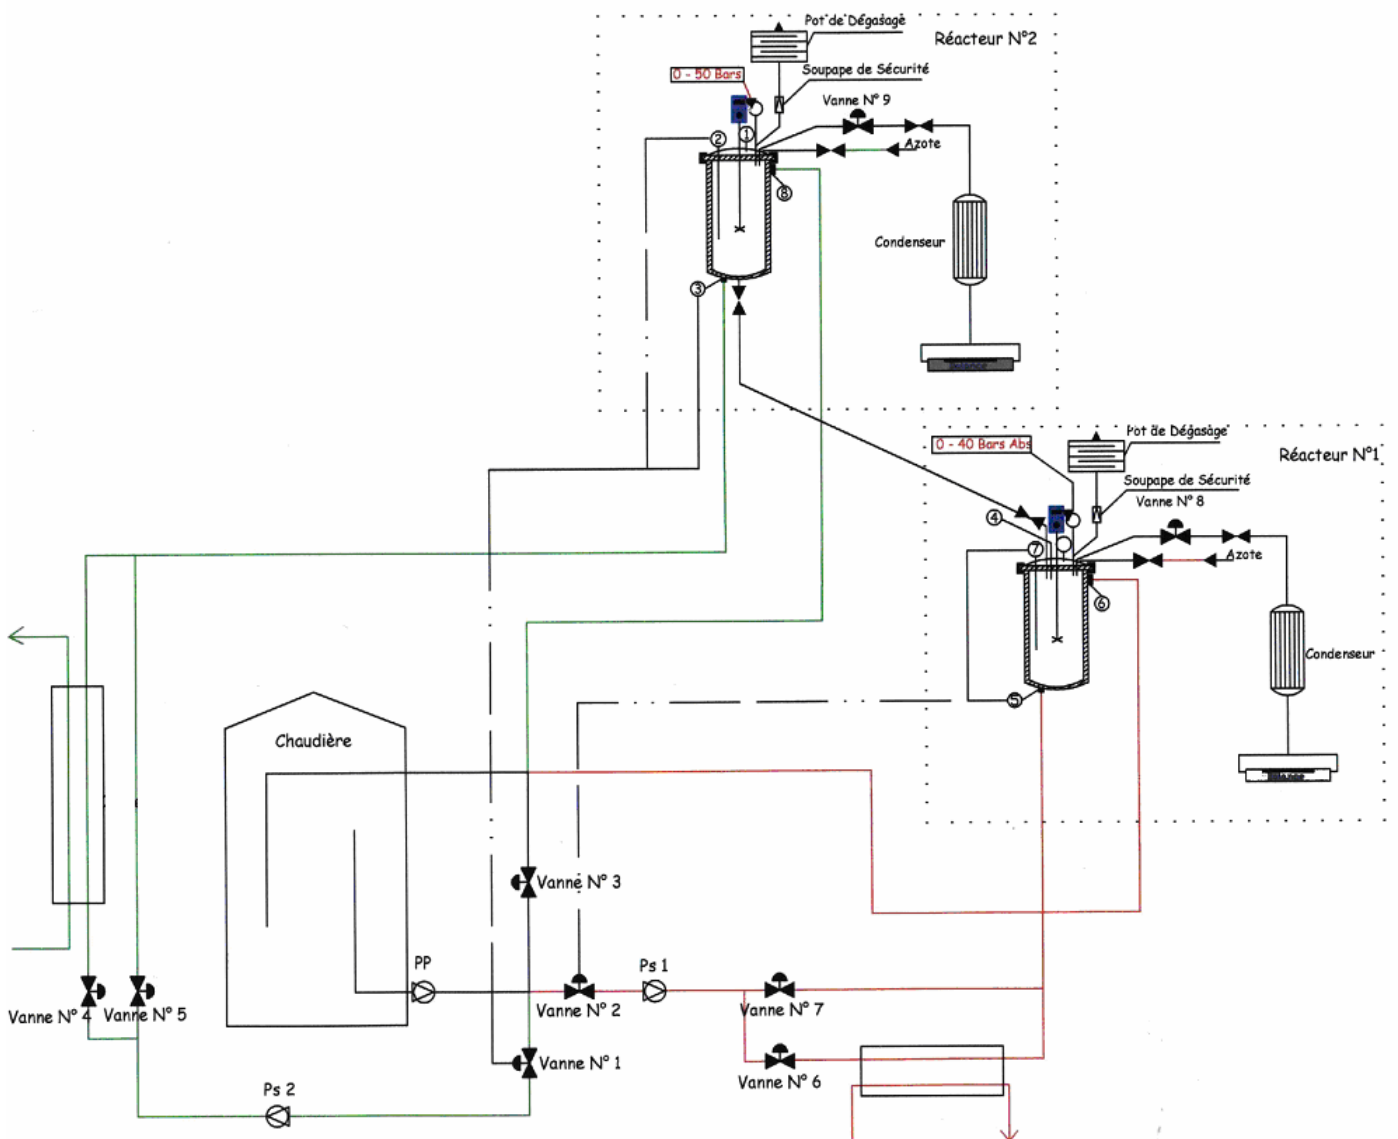 Pot de Dégasage
Réacteur N°2
0 - 50 Bars
Soupape de Sécurité
Vanne N° 9
2
1
Azote
8
Condenseur
3
Balance
Pot de Dégasage
0 - 40 Bars Abs
Réacteur N°1
Soupape de Sécurité
Vanne N° 8
4
7
Azote
6
Condenseur
5
Chaudière
Balance
Vanne N° 3
PP
Ps 1
Vanne N° 4
Vanne N° 5
Vanne N° 2
Vanne N° 7
Vanne N° 1
Vanne N° 6
Ps 2